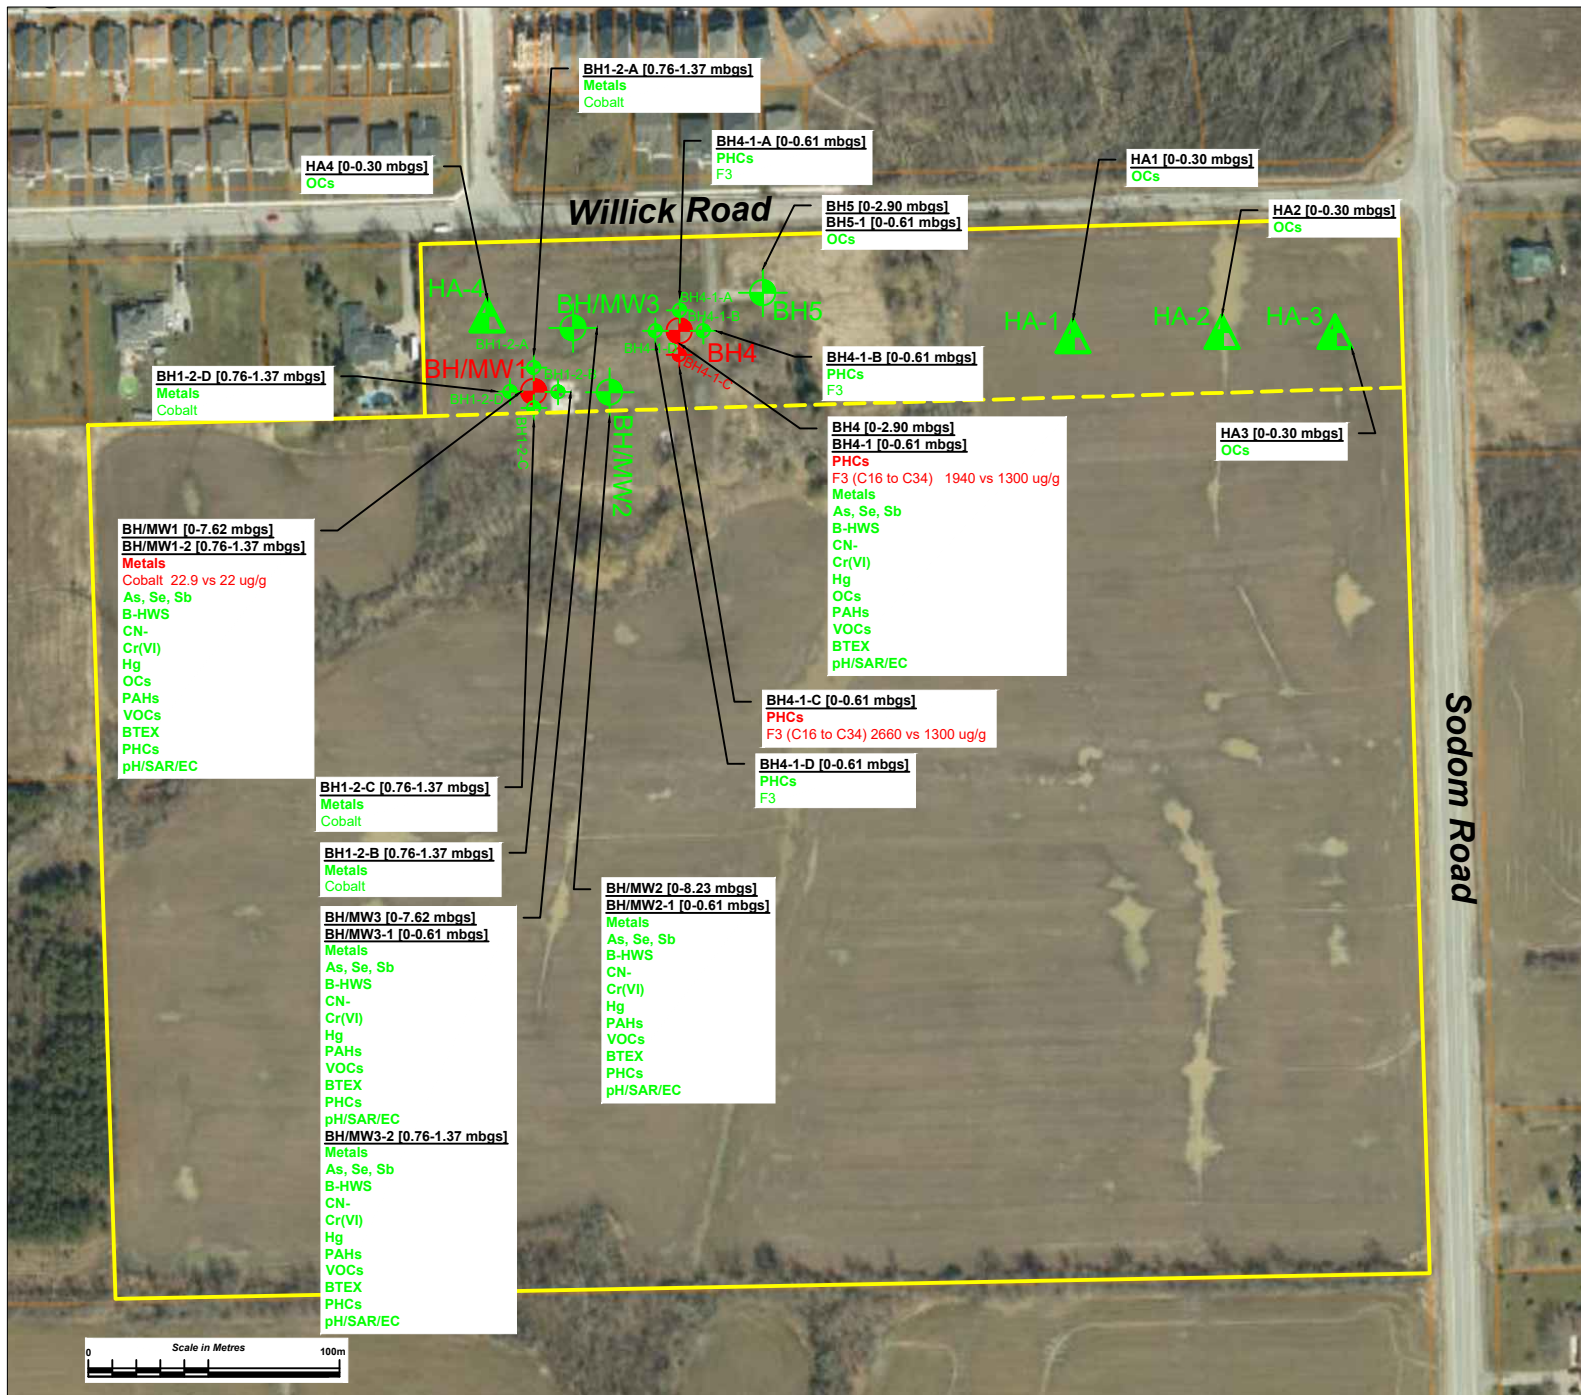 BH1-2-A [0.76-1.37 mbgs]
Metals
Cobalt
BH4-1-A [0-0.61 mbgs]
PHCs
F3
HA4 [0-0.30 mbgs]
OCs
HA1 [0-0.30 mbgs]
OCs
Willick Road
BH5 [0-2.90 mbgs]
BH5-1 [0-0.61 mbgs]
OCs
HA2 [0-0.30 mbgs]
OCs
HA-4
BH/MW3
BH4-1-A
BH5
BH4-1-B
HA-1
HA-2
HA-3
BH1-2-A
BH4
BH4-1-C
BH4-1-B [0-0.61 mbgs]
PHCs
F3
BH/MW1
BH1-2-D [0.76-1.37 mbgs]
Metals
Cobalt
BH1-2-D
BH1-2-C
BH/MW2
HA3 [0-0.30 mbgs]
OCs
BH4 [0-2.90 mbgs]
BH4-1 [0-0.61 mbgs]
PHCs
F3 (C16 to C34) 1940 vs 1300 ug/g
Metals
As, Se, Sb
B-HWS
CN-
Cr(VI)
Hg
OCs
PAHs
VOCs
BTEX
pH/SAR/EC
BH/MW1 [0-7.62 mbgs]
BH/MW1-2 [0.76-1.37 mbgs]
Metals
Cobalt 22.9 vs 22 ug/g
As, Se, Sb
B-HWS
CN-
Cr(VI)
Hg
OCs
PAHs
VOCs
BTEX
PHCs
pH/SAR/EC
BH4-1-C [0-0.61 mbgs]
PHCs
F3 (C16 to C34) 2660 vs 1300 ug/g
BH4-1-D [0-0.61 mbgs]
PHCs
F3
Sodom Road
BH1-2-C [0.76-1.37 mbgs]
Metals
Cobalt
BH1-2-B [0.76-1.37 mbgs]
Metals
Cobalt
BH/MW3 [0-7.62 mbgs]
BH/MW3-1 [0-0.61 mbgs]
Metals
As, Se, Sb
B-HWS
CN-
Cr(VI)
Hg
PAHs
VOCs
BTEX
PHCs
pH/SAR/EC
BH/MW3-2 [0.76-1.37 mbgs]
Metals
As, Se, Sb
B-HWS
CN-
Cr(VI)
Hg
PAHs
VOCs
BTEX
PHCs
pH/SAR/EC
BH/MW2 [0-8.23 mbgs]
BH/MW2-1 [0-0.61 mbgs]
Metals
As, Se, Sb
B-HWS
CN-
Cr(VI)
Hg
PAHs
VOCs
BTEX
PHCs
pH/SAR/EC
0 Scale in Metres 100m